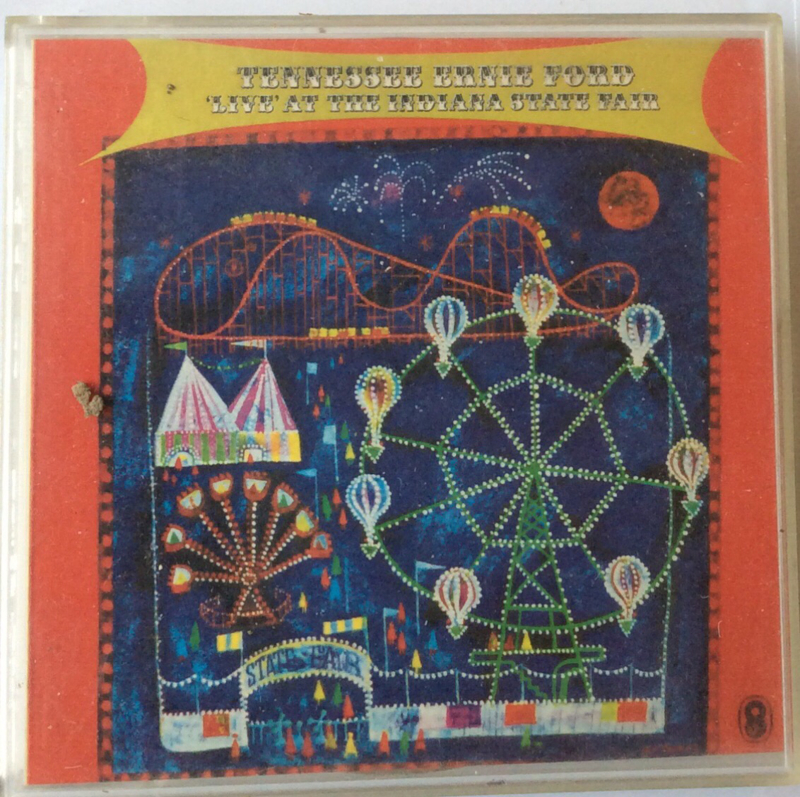 TENNESSEE ERNIE FORD
'LIVE' AT THE INDIANA STATE FAIR
STATE FAIR